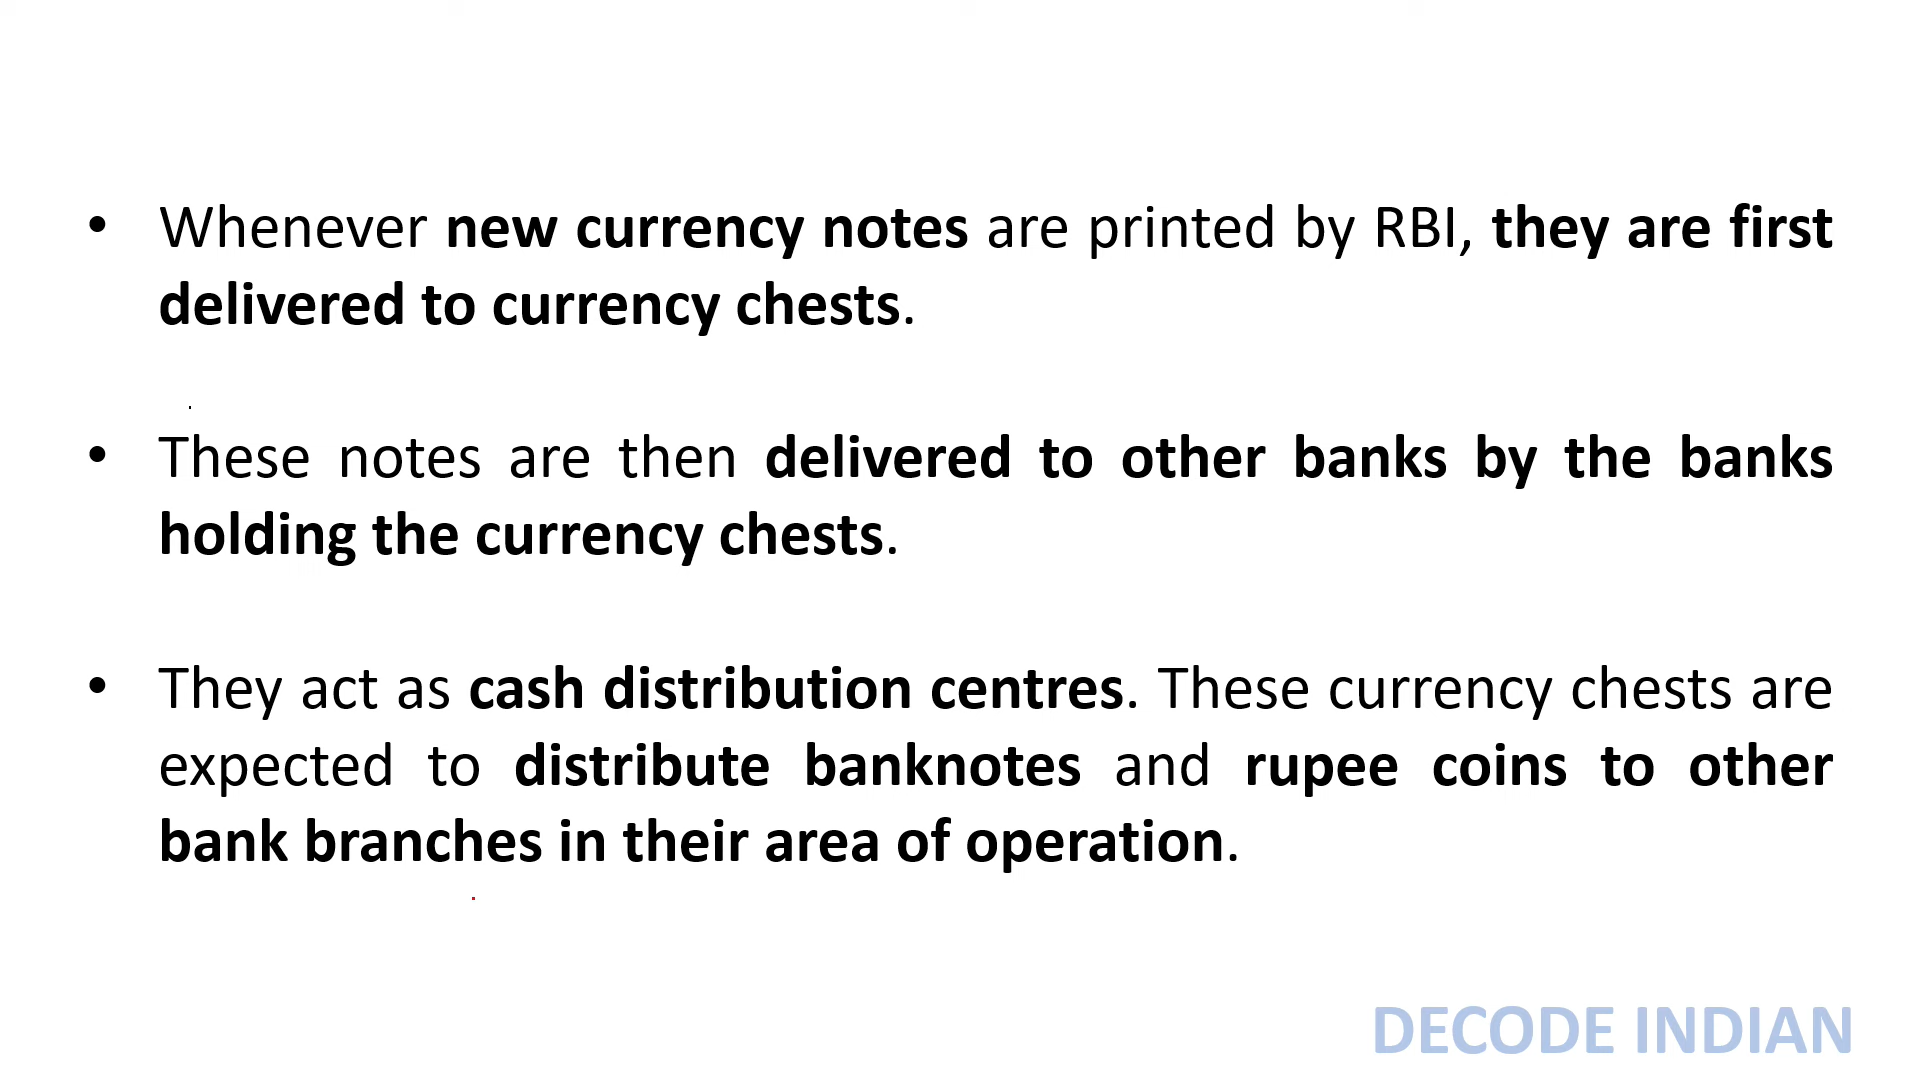 • Whenever new currency notes are printed by RBI, they are first
delivered to currency chests.
• These notes are then delivered to other banks by the banks
holding the currency chests.
• They act as cash distribution centres. These currency chests are
expected to distribute banknotes and rupee coins to other
bank branches in their area of operation.
DECODE INDIAN